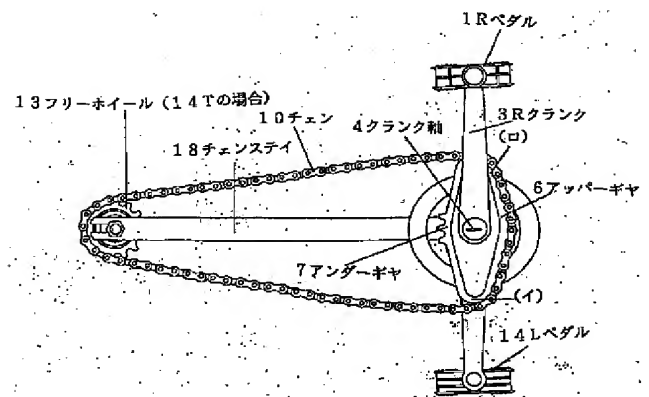 1Rペダル
13フリーホイール(14Tの場合)
10チェン
4クランク軸
3Rクランク
(ロ)
18チェンステイ
6アッパーギヤ
7アンダーギヤ
(イ)
14Lペダル